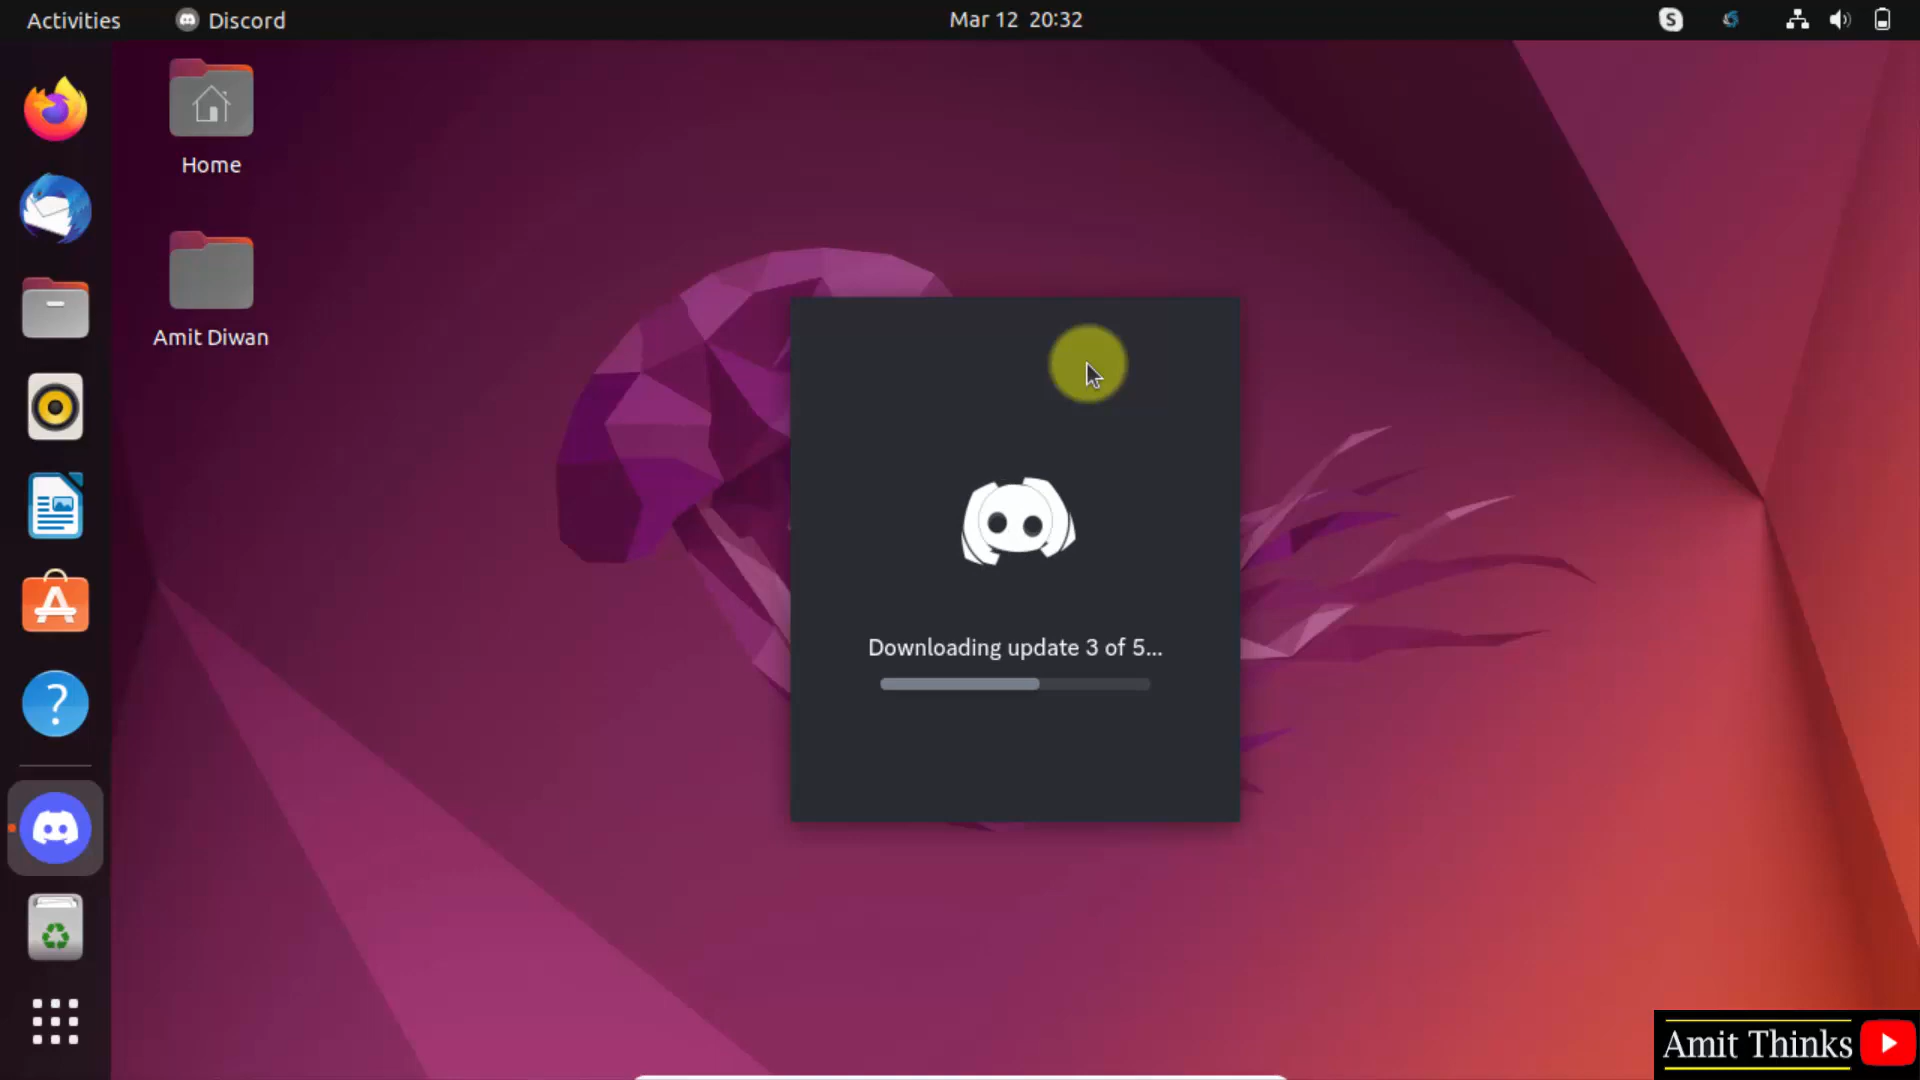 Activities
Discord
Mar 12 20:32
Home
Amit Diwan
Downloading update 3 of 5...
Amit Thinks